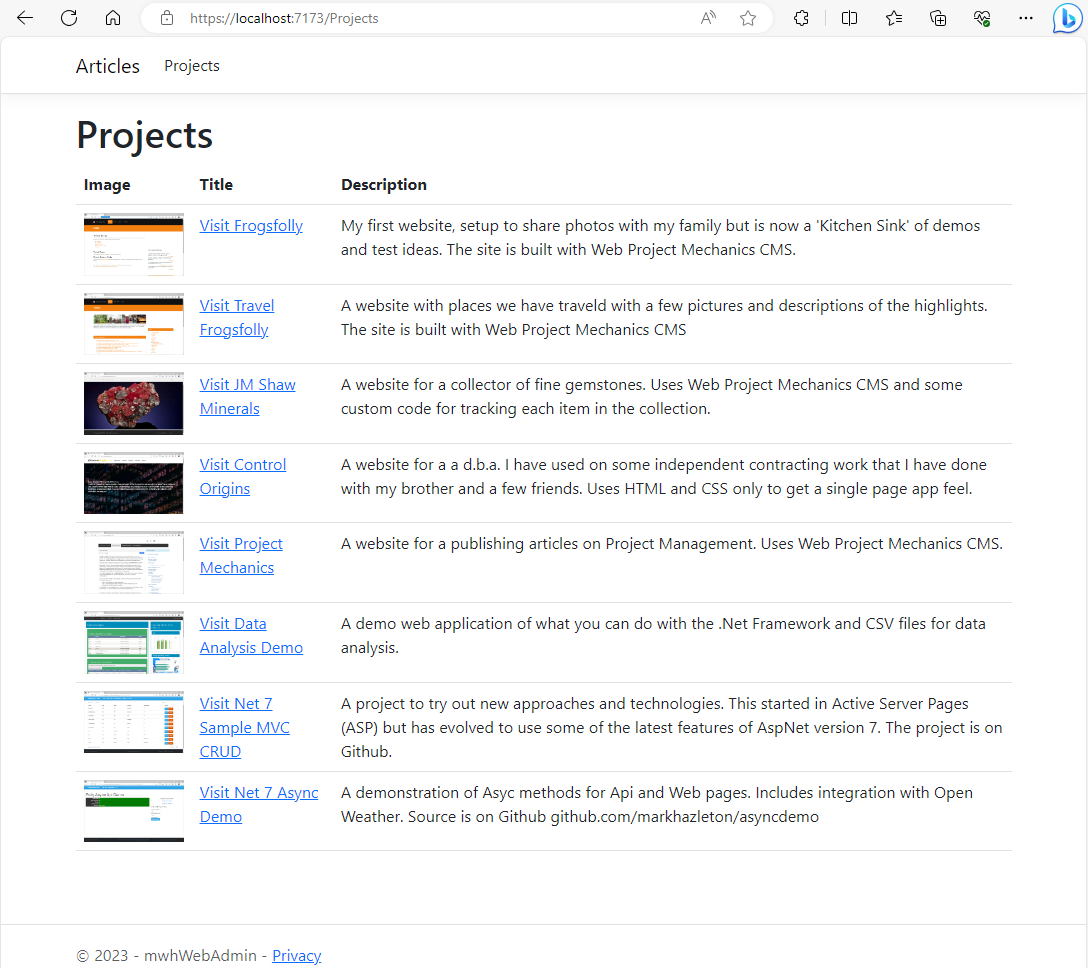 https://localhost:7173/Projects
Articles Projects
Projects
Image Title Description
Visit Frogsfolly
My first website, setup to share photos with my family but is now a 'Kitchen Sink' of demos
and test ideas. The site is built with Web Project Mechanics CMS.
Visit Travel
Frogsfolly
A website with places we have traveld with a few pictures and descriptions of the highlights.
The site is built with Web Project Mechanics CMS
Visit JM Shaw
Minerals
A website for a collector of fine gemstones. Uses Web Project Mechanics CMS and some
custom code for tracking each item in the collection.
Visit Control
Origins
A website for a a d.b.a. I have used on some independent contracting work that I have done
with my brother and a few friends. Uses HTML and CSS only to get a single page app feel.
Visit Project
Mechanics
A website for a publishing articles on Project Management. Uses Web Project Mechanics CMS.
Visit Data
Analysis Demo
A demo web application of what you can do with the .Net Framework and CSV files for data
analysis.
Visit Net 7
Sample MVC
CRUD
A project to try out new approaches and technologies. This started in Active Server Pages
(ASP) but has evolved to use some of the latest features of AspNet version 7. The project is on
Github.
Visit Net 7 Async
Demo
A demonstration of Asyc methods for Api and Web pages. Includes integration with Open
Weather. Source is on Github github.com/markhazleton/asyncdemo
© 2023 - mwhWebAdmin - Privacy